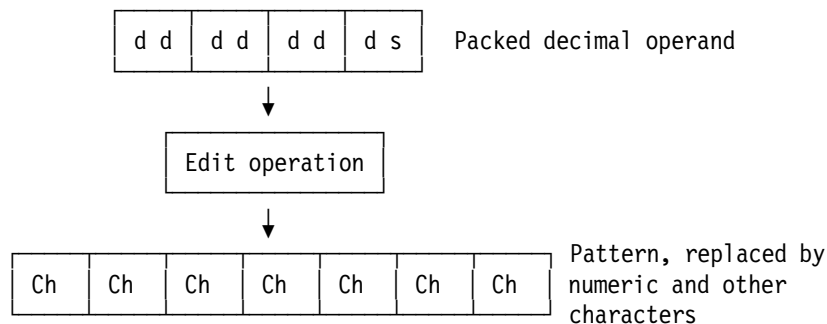 d d d d d d d s Packed decimal operand
Edit operation
Pattern, replaced by
Ch Ch Ch Ch Ch Ch Ch numeric and other
characters